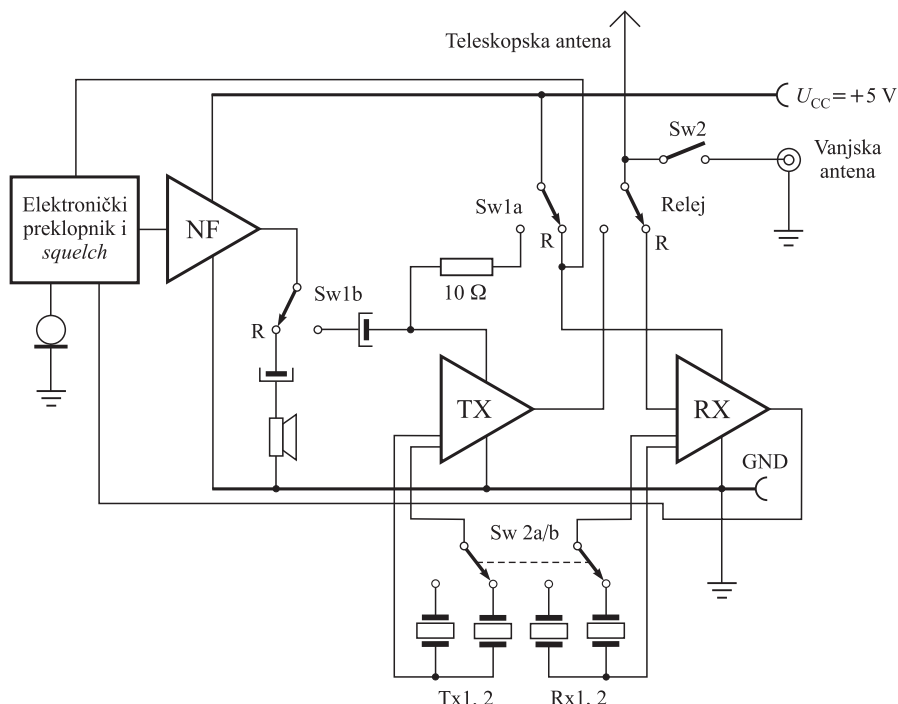 Teleskopska antena
U_CC = +5 V
Sw2
Vanjska
antena
Elektronički
preklopnik i
squelch
NF
Sw1a
R
Relej
R
10 Ω
Sw1b
R
TX
RX
GND
Sw 2a/b
Tx1, 2
Rx1, 2